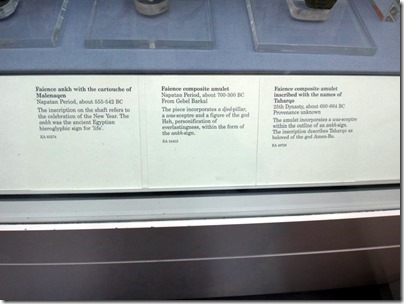 Faience ankh with the cartouche of
Malenaqen
Napatan Period, about 555-542 BC
The inscription on the shaft refers to
the celebration of the New Year. The
ankh was the ancient Egyptian
hieroglyphic sign for 'life'.
Faience composite amulet
Napatan Period, about 700-300 BC
From Gebel Barkal
The piece incorporates a djed-pillar,
a was-sceptre and a figure of the god
Heh, personification of
everlastingness, within the form of
the ankh-sign.
Faience composite amulet
inscribed with the names of
Taharqo
25th Dynasty, about 690-664 BC
Provenance unknown
The amulet incorporates a was-sceptre
within the outline of an ankh-sign.
The inscription describes Taharqo as
beloved of the god Amen-Re.